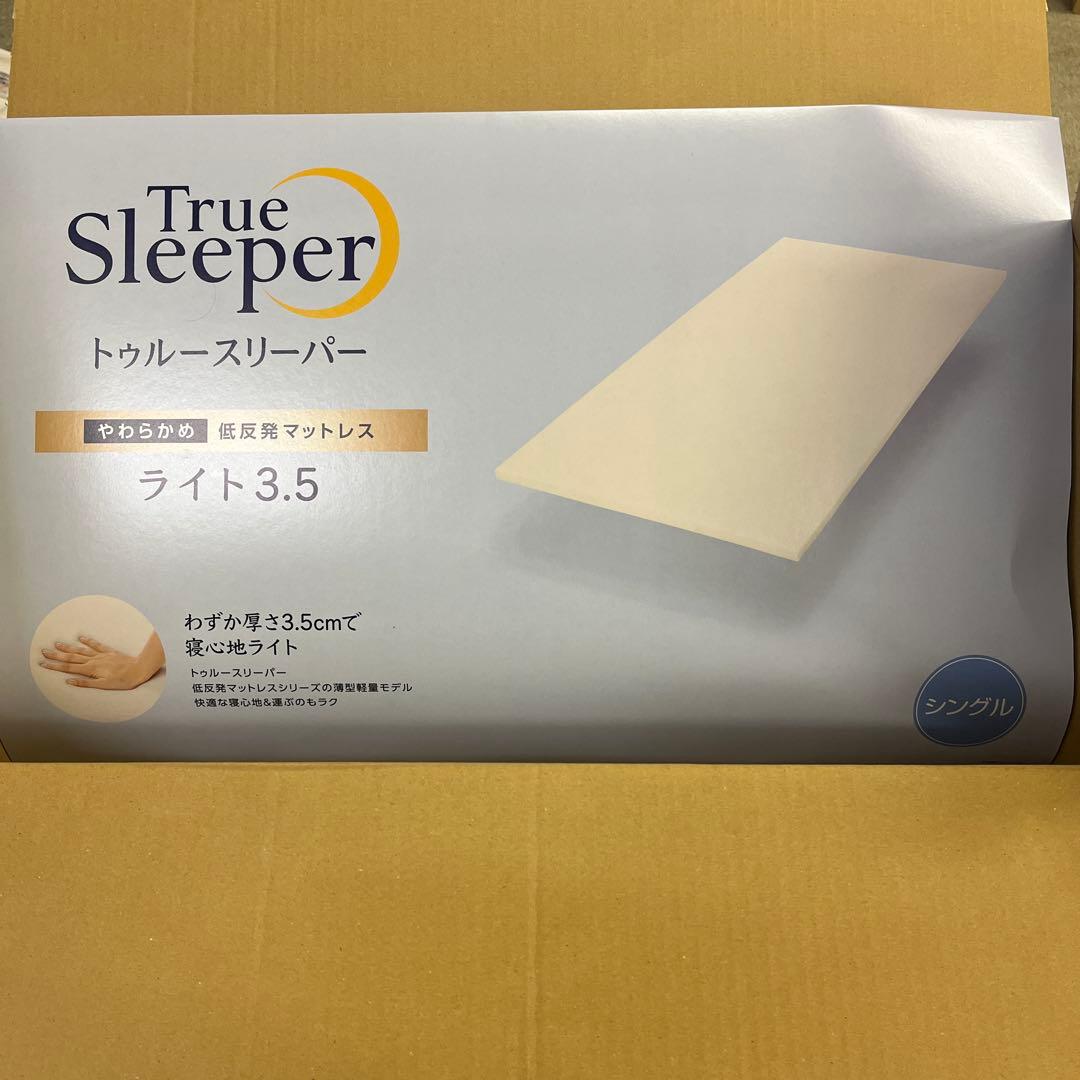 True
Sleeper
トゥルースリーパー
やわらかめ 低反発マットレス
ライト3.5
わずか厚さ3.5cmで
寝心地ライト
トゥルースリーパー
低反発マットレスシリーズの薄型軽量モデル
快適な寝心地&運ぶのもラク
シングル